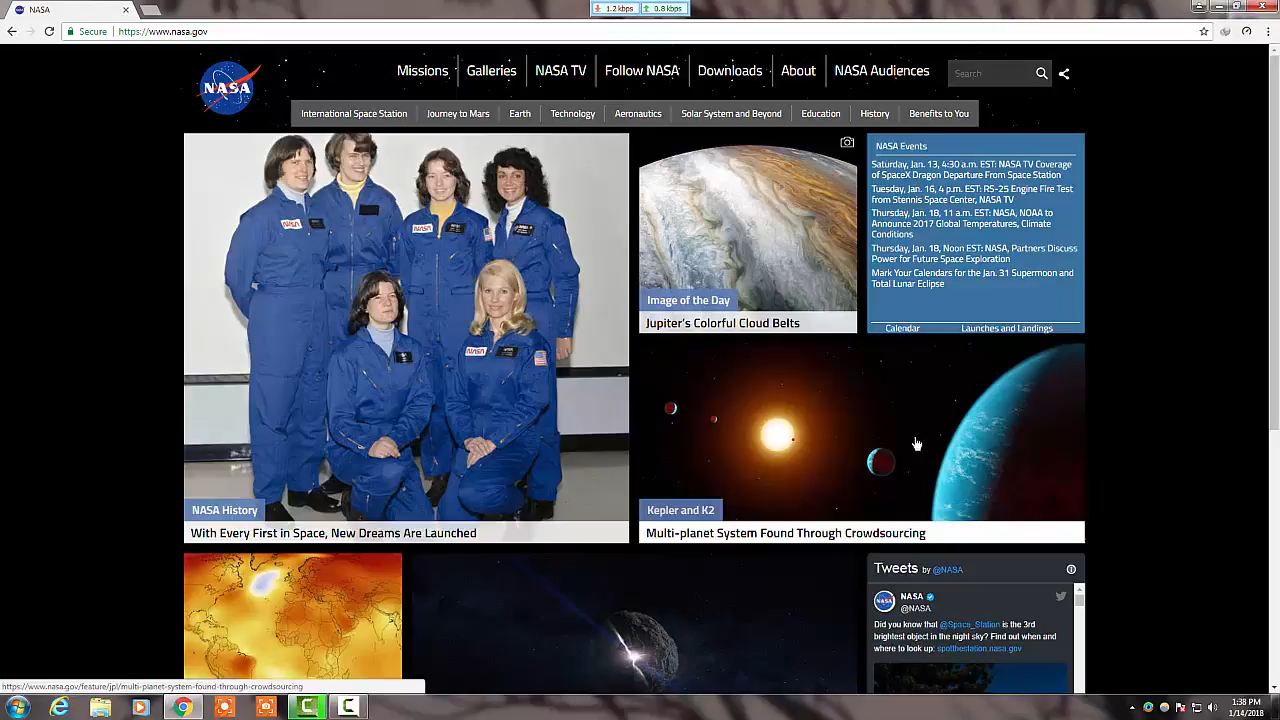 NASA
1.2 kbps
0.8 kbps
Secure
https://www.nasa.gov
NASA
Missions
Galleries
NASA TV
Follow NASA
Downloads
About
NASA Audiences
Search
International Space Station
Journey to Mars
Earth
Technology
Aeronautics
Solar System and Beyond
Education
History
Benefits to You
NASA History
With Every First in Space, New Dreams Are Launched
Image of the Day
Jupiter's Colorful Cloud Belts
NASA Events
Saturday, Jan. 13, 4:30 a.m. EST: NASA TV Coverage
of SpaceX Dragon Departure From Space Station
Tuesday, Jan. 16, 4 p.m. EST: RS-25 Engine Fire Test
from Stennis Space Center, NASA TV
Thursday, Jan. 18, 11 a.m. EST: NASA, NOAA to
Announce 2017 Global Temperatures, Climate
Conditions
Thursday, Jan. 18, Noon EST: NASA, Partners Discuss
Power for Future Space Exploration
Mark Your Calendars for the Jan. 31 Supermoon and
Total Lunar Eclipse
Calendar
Launches and Landings
Kepler and K2
Multi-planet System Found Through Crowdsourcing
Tweets by @NASA
NASA
@NASA
Did you know that @Space_Station is the 3rd
brightest object in the night sky? Find out when and
where to look up: spotthestation.nasa.gov
https://www.nasa.gov/feature/jpl/multi-planet-system-found-through-crowdsourcing
1:38 PM
1/14/2018